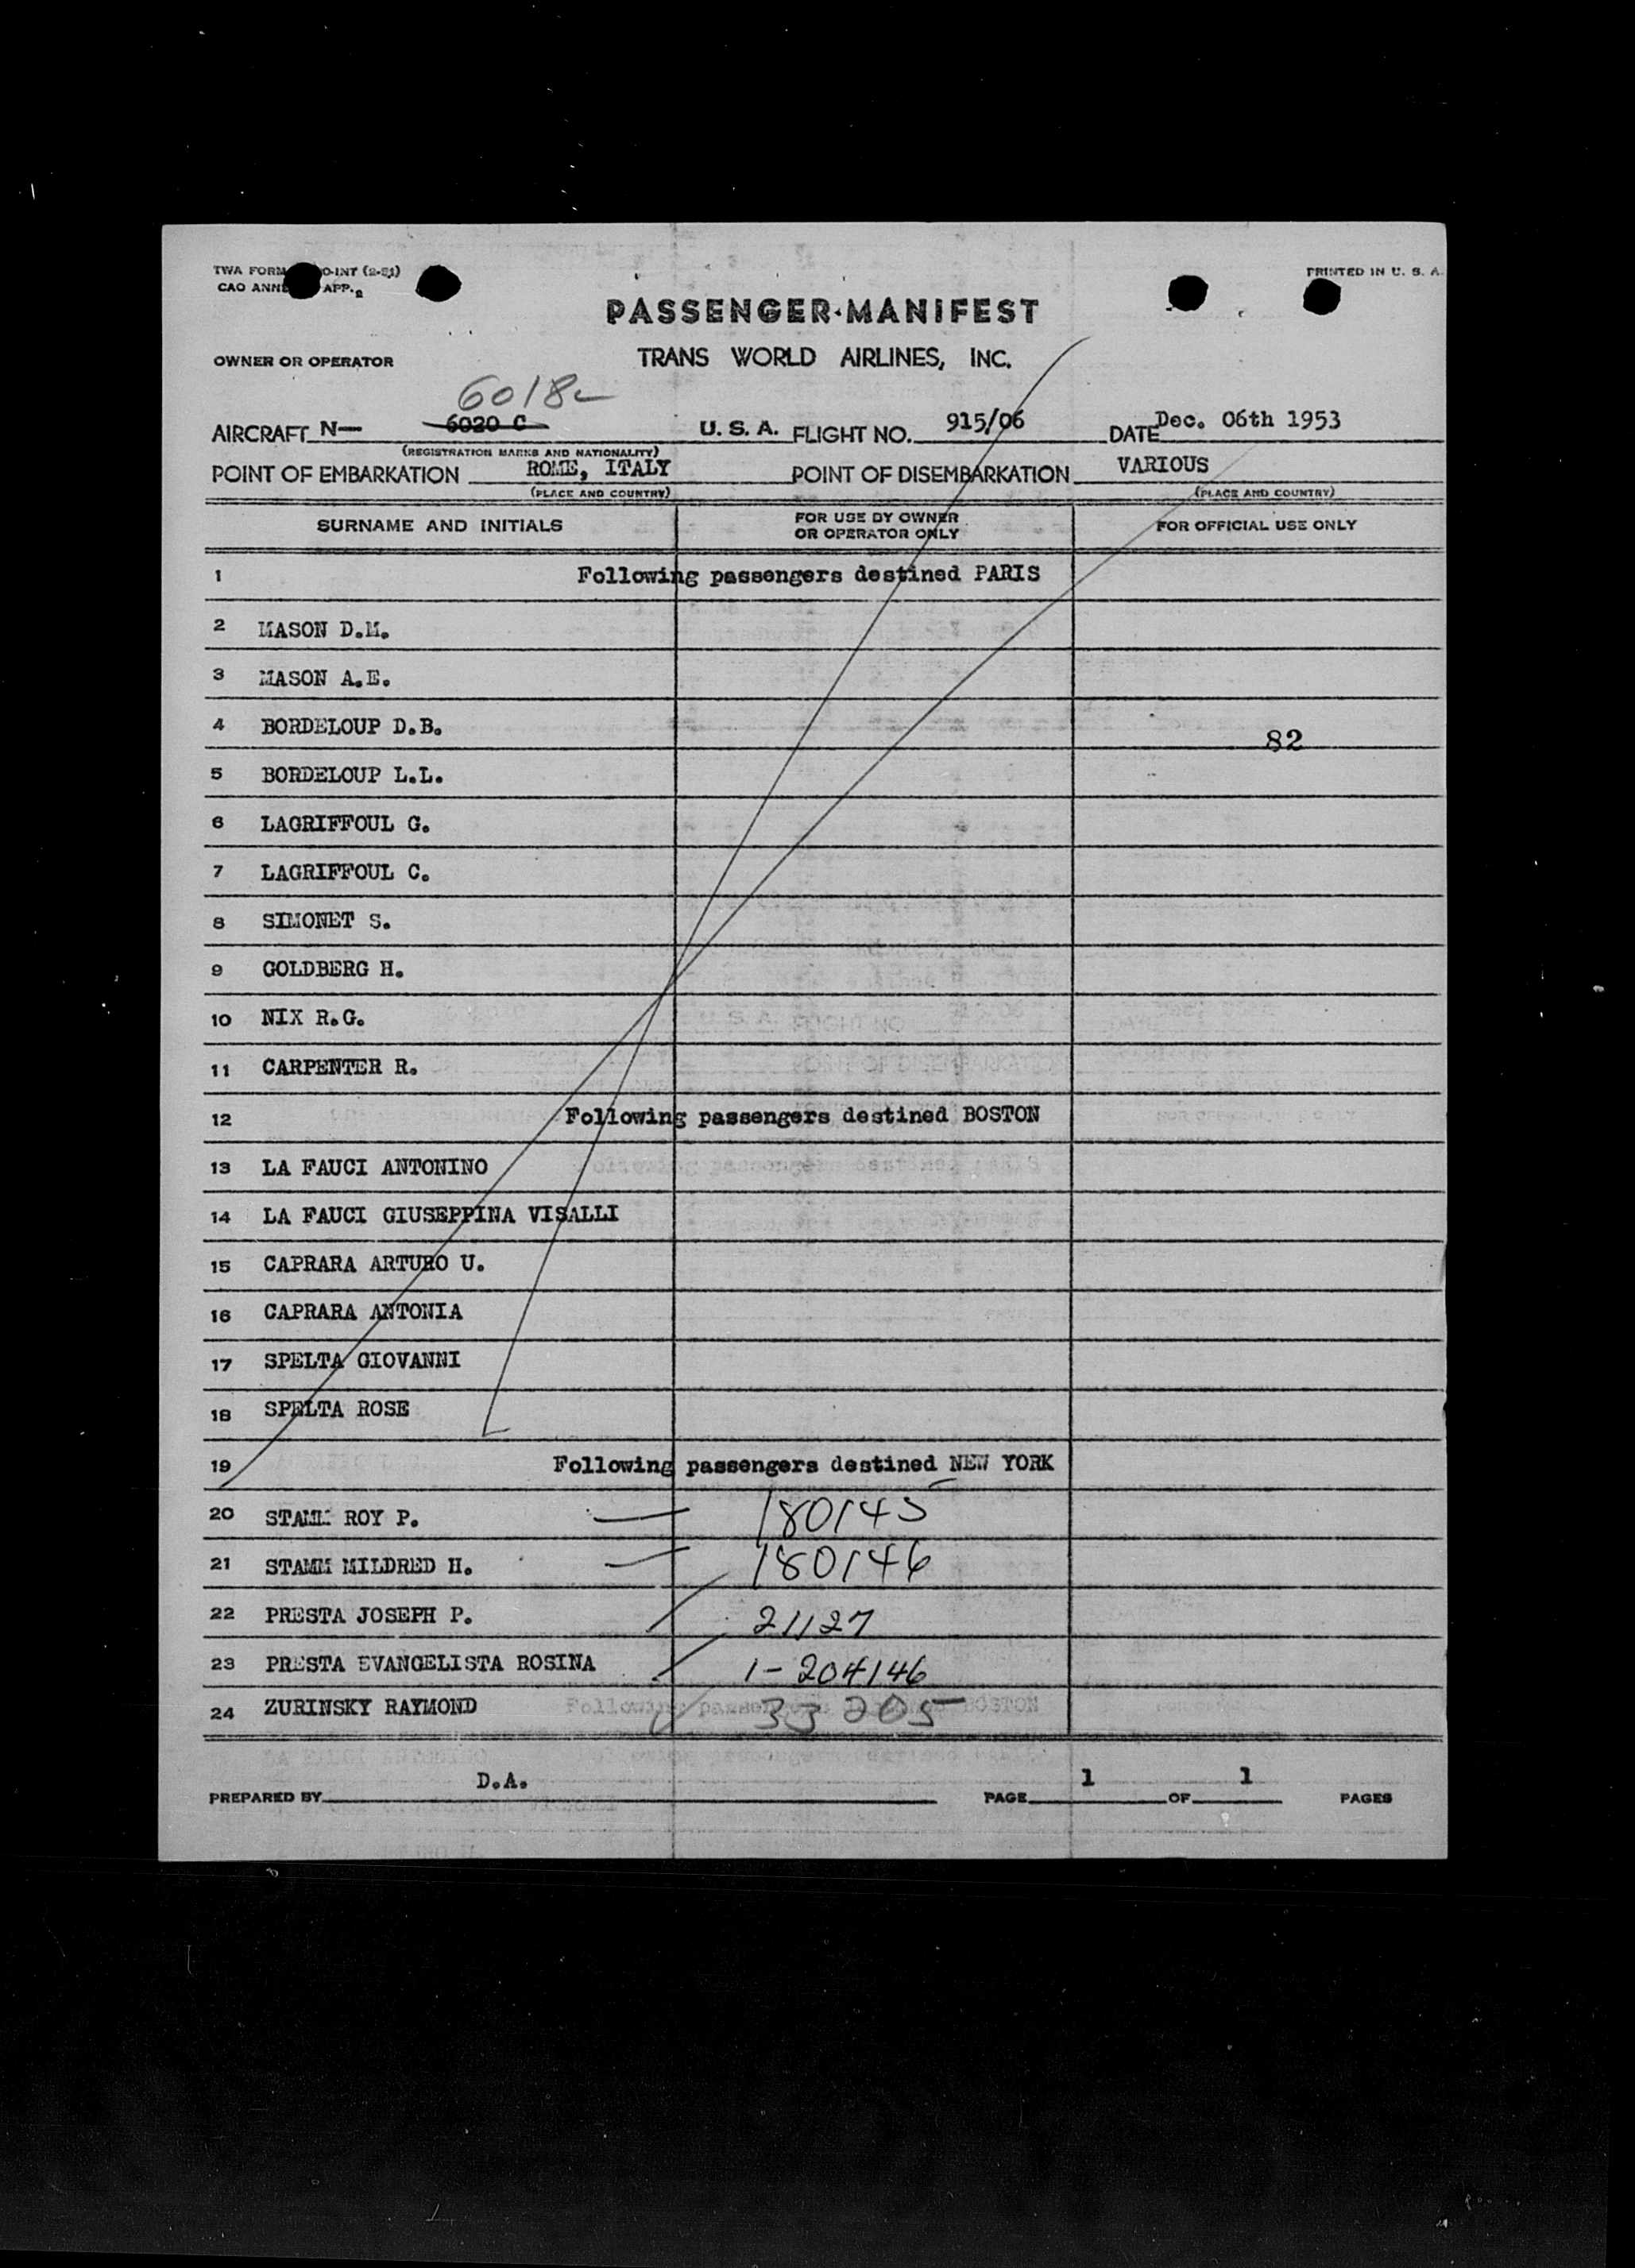 TWA FORM O-INT (2-51)
CAO ANNE APP. 2
PRINTED IN U. S. A.
PASSENGER·MANIFEST
OWNER OR OPERATOR TRANS WORLD AIRLINES, INC.
6018C
AIRCRAFT N— 6020 C U. S. A. FLIGHT NO. 915/06 DATE Dec. 06th 1953
(REGISTRATION MARKS AND NATIONALITY)
POINT OF EMBARKATION ROME, ITALY POINT OF DISEMBARKATION VARIOUS
(PLACE AND COUNTRY) (PLACE AND COUNTRY)
SURNAME AND INITIALS FOR USE BY OWNER OR OPERATOR ONLY FOR OFFICIAL USE ONLY
1 Following passengers destined PARIS
2 MASON D.M.
3 MASON A.E.
4 BORDELOUP D.B. 82
5 BORDELOUP L.L.
6 LAGRIFFOUL G.
7 LAGRIFFOUL C.
8 SIMONET S.
9 GOLDBERG H.
10 NIX R.G.
11 CARPENTER R.
12 Following passengers destined BOSTON
13 LA FAUCI ANTONINO
14 LA FAUCI GIUSEPPINA VISALLI
15 CAPRARA ARTURO U.
16 CAPRARA ANTONIA
17 SPELTA GIOVANNI
18 SPELTA ROSE
19 Following passengers destined NEW YORK
20 STAMM ROY P. 180145
21 STAMM MILDRED H. 180146
22 PRESTA JOSEPH P. 21127
23 PRESTA EVANGELISTA ROSINA 1-204146
24 ZURINSKY RAYMOND 33205
PREPARED BY D.A. PAGE 1 OF 1 PAGES